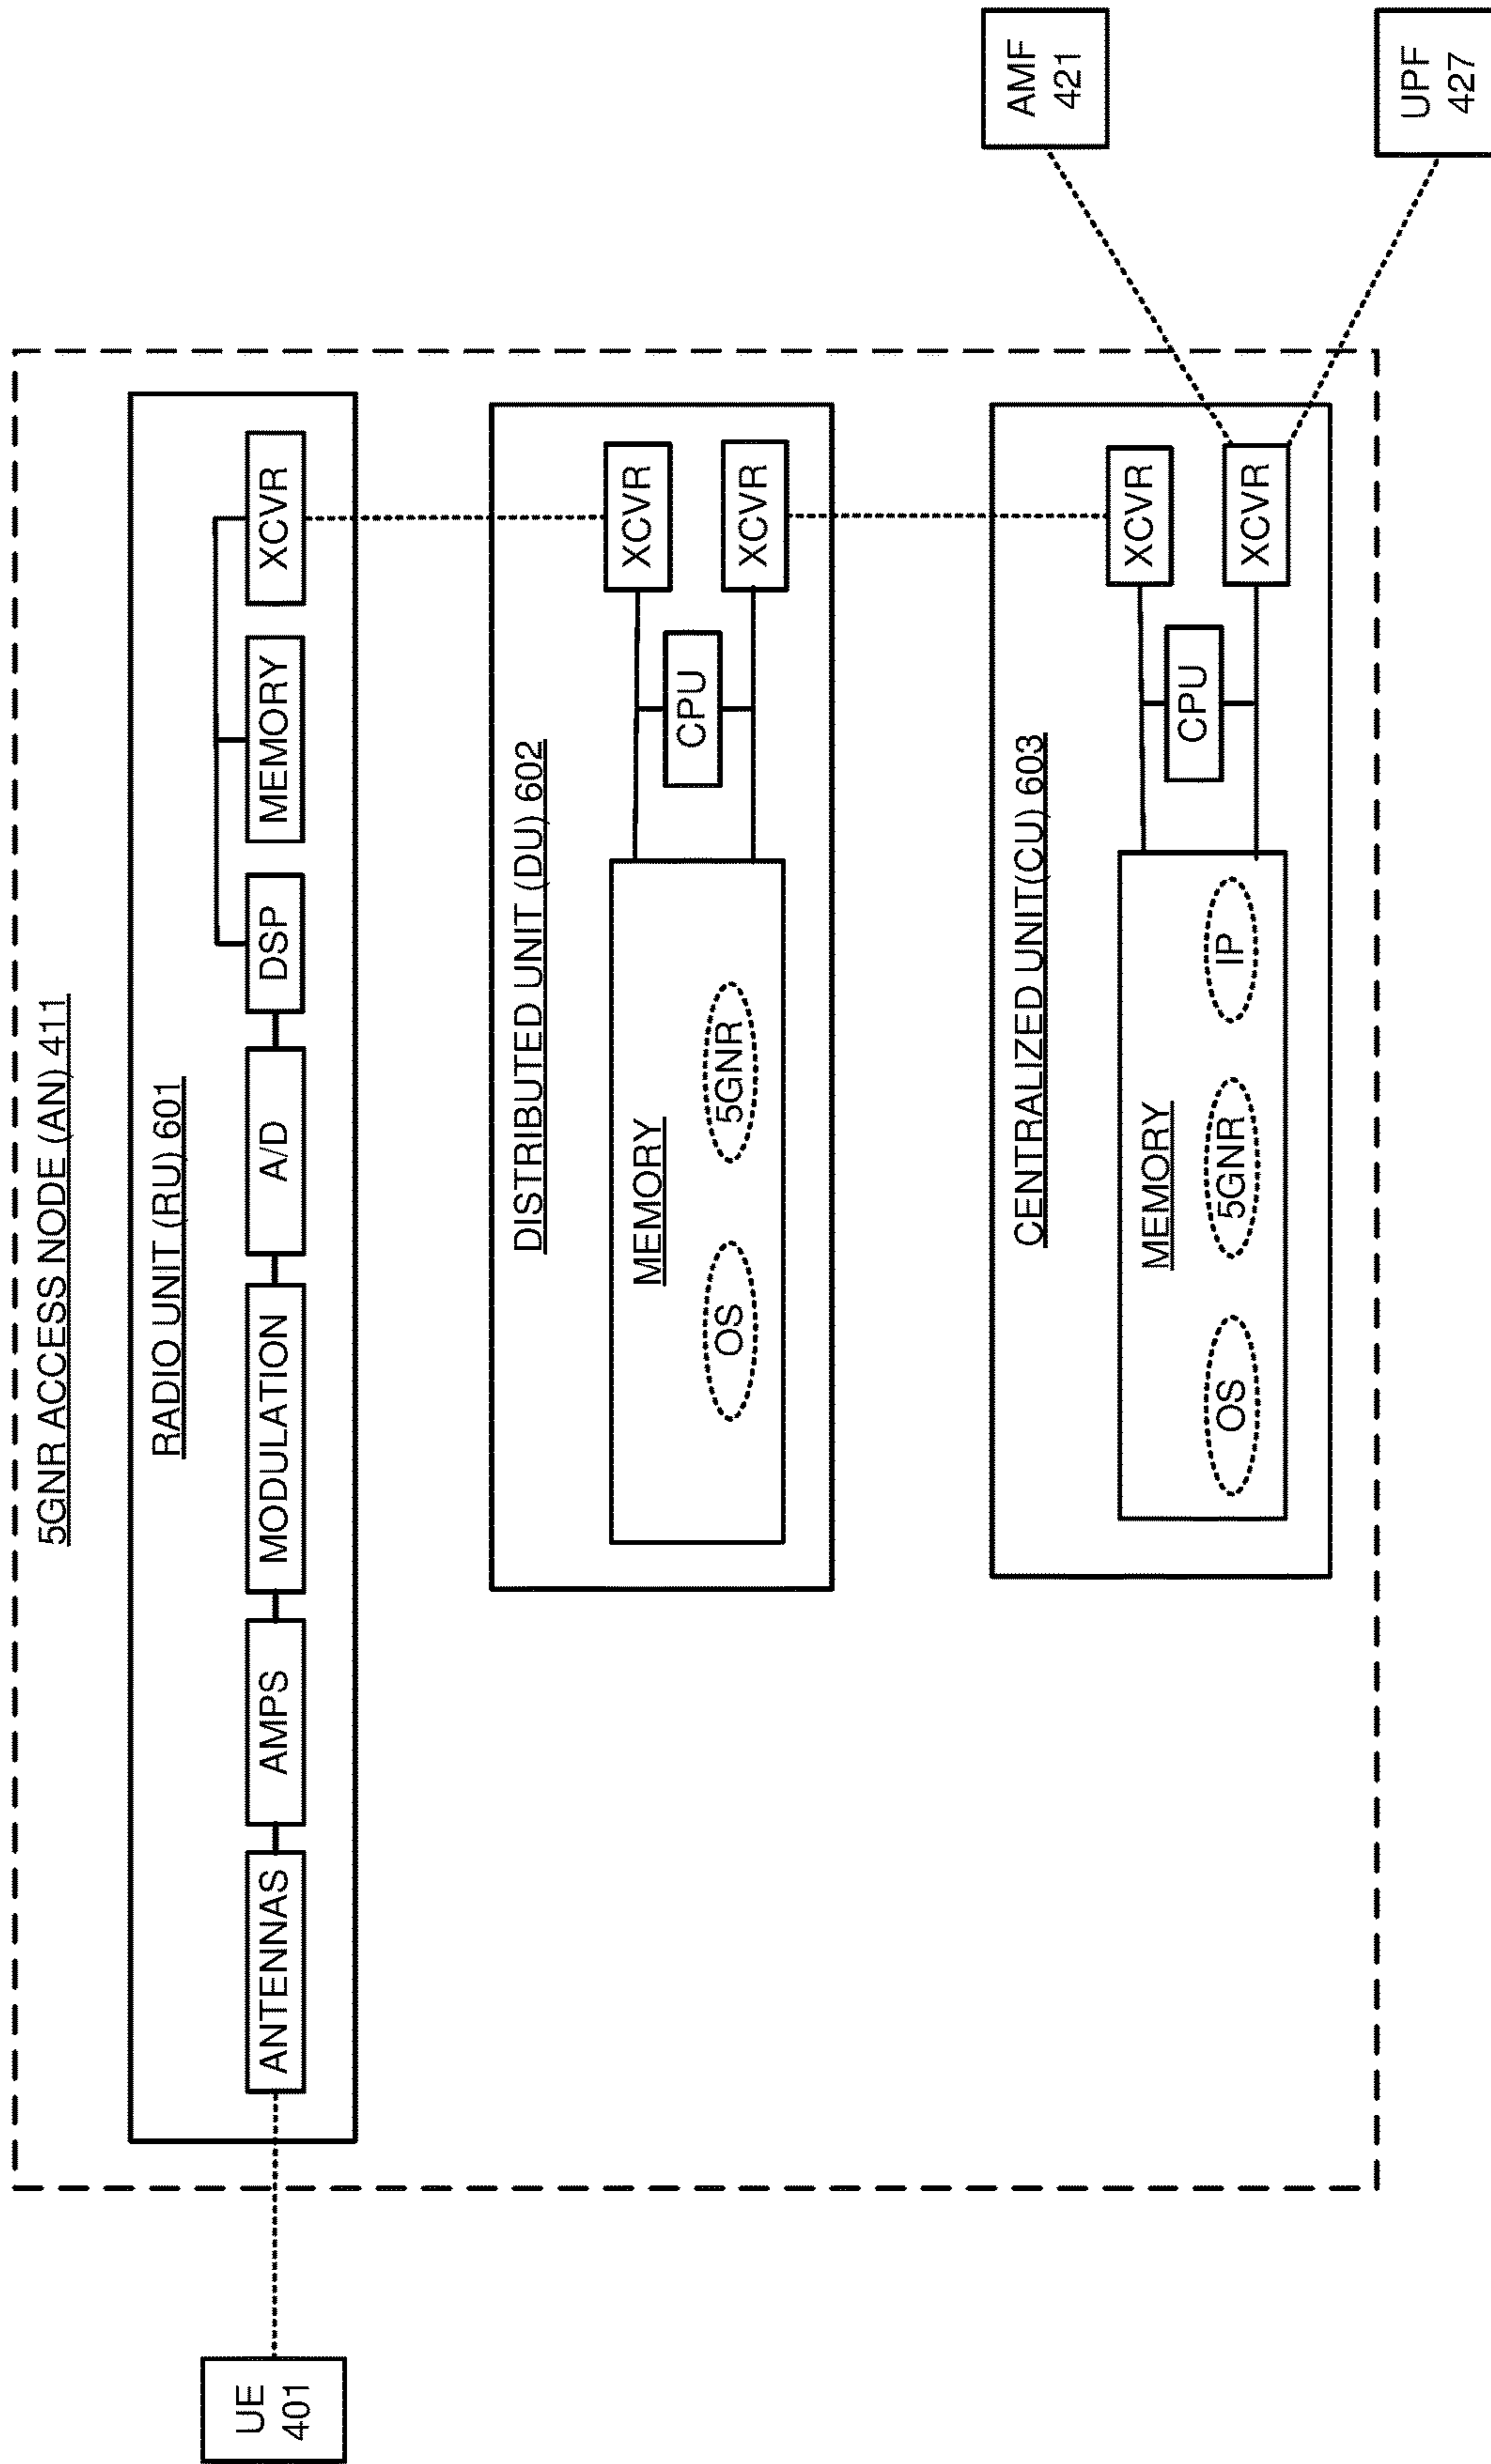 5GNR ACCESS NODE (AN) 411
RADIO UNIT (RU) 601
UE
401
ANTENNAS
AMPS
MODULATION
A/D
DSP
MEMORY
XCVR
DISTRIBUTED UNIT (DU) 602
MEMORY
OS
5GNR
CPU
XCVR
XCVR
CENTRALIZED UNIT(CU) 603
MEMORY
OS
5GNR
IP
CPU
XCVR
XCVR
AMF
421
UPF
427